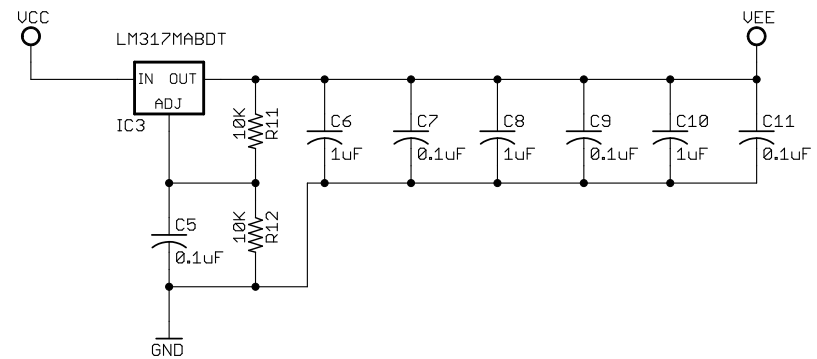 VCC
VEE
LM317MABDT
IN OUT
ADJ
IC3
10K
R11
C6
1uF
C7
0.1uF
C8
1uF
C9
0.1uF
C10
1uF
C11
0.1uF
C5
0.1uF
10K
R12
GND